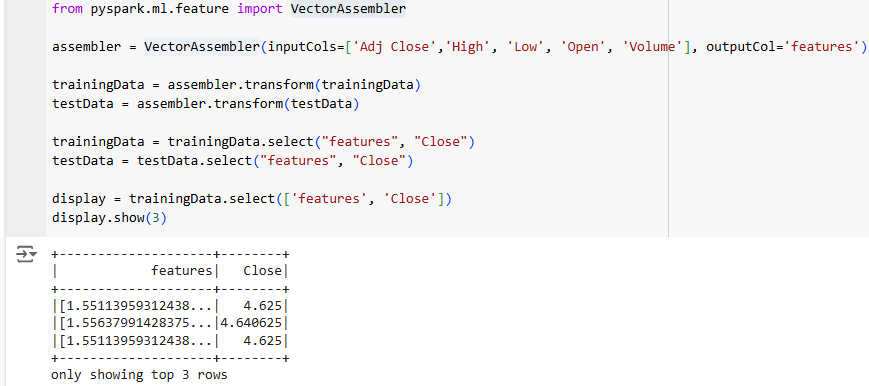 from pyspark.ml.feature import VectorAssembler
assembler = VectorAssembler(inputCols=['Adj Close','High', 'Low', 'Open', 'Volume'], outputCol='features')
trainingData = assembler.transform(trainingData)
testData = assembler.transform(testData)
trainingData = trainingData.select("features", "Close")
testData = testData.select("features", "Close")
display = trainingData.select(['features', 'Close'])
display.show(3)
+--------------------+--------+
|            features|   Close|
+--------------------+--------+
|[1.55113959312438...|   4.625|
|[1.55637991428375...|4.640625|
|[1.55113959312438...|   4.625|
+--------------------+--------+
only showing top 3 rows